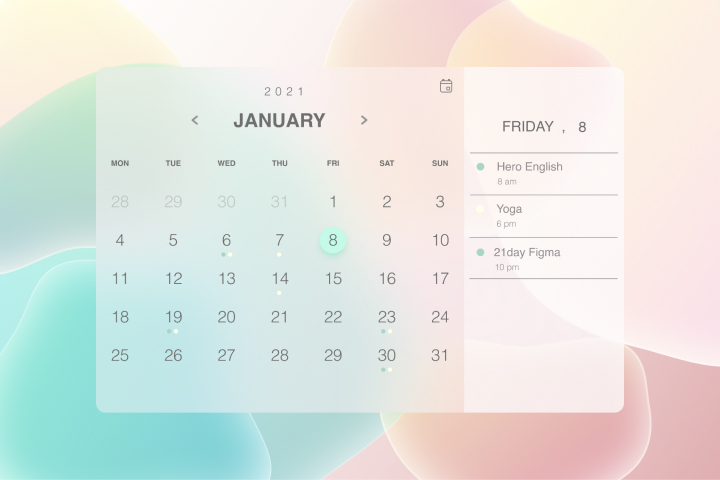 2021
< JANUARY >
MON TUE WED THU FRI SAT SUN
28 29 30 31 1 2 3
4 5 6 7 8 9 10
11 12 13 14 15 16 17
18 19 20 21 22 23 24
25 26 27 28 29 30 31
FRIDAY , 8
Hero English
8 am
Yoga
6 pm
21day Figma
10 pm